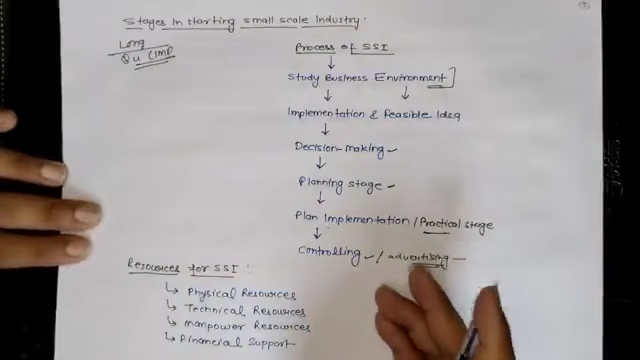 Stages In starting small scale Industry:
Long
Qu (IMP
Process of SSI
Study Business Environment
Implementation & Feasible Idea
Decision-making
Planning stage
Plan Implementation / Practical stage
Controlling / advertising
Resources for SSI :
Physical Resources
Technical Resources
manpower Resources
Financial Support